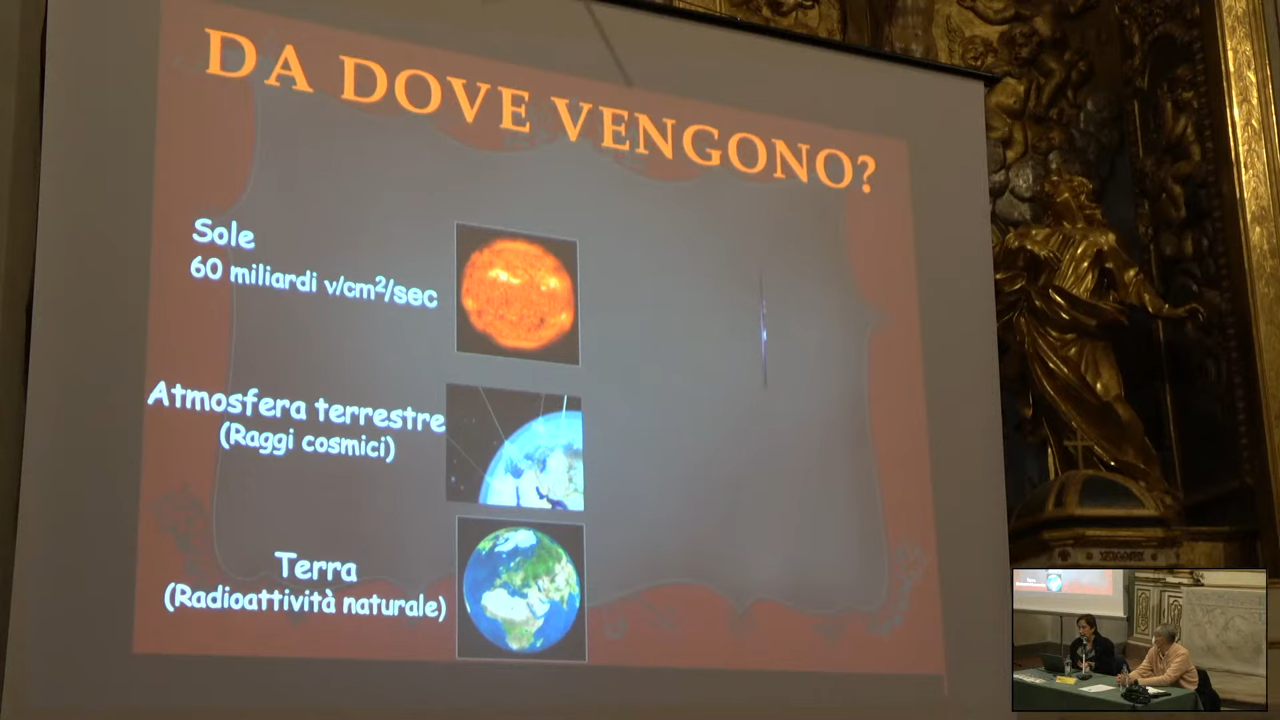 DA DOVE VENGONO?
Sole
60 miliardi ν/cm²/sec
Atmosfera terrestre
(Raggi cosmici)
Terra
(Radioattività naturale)